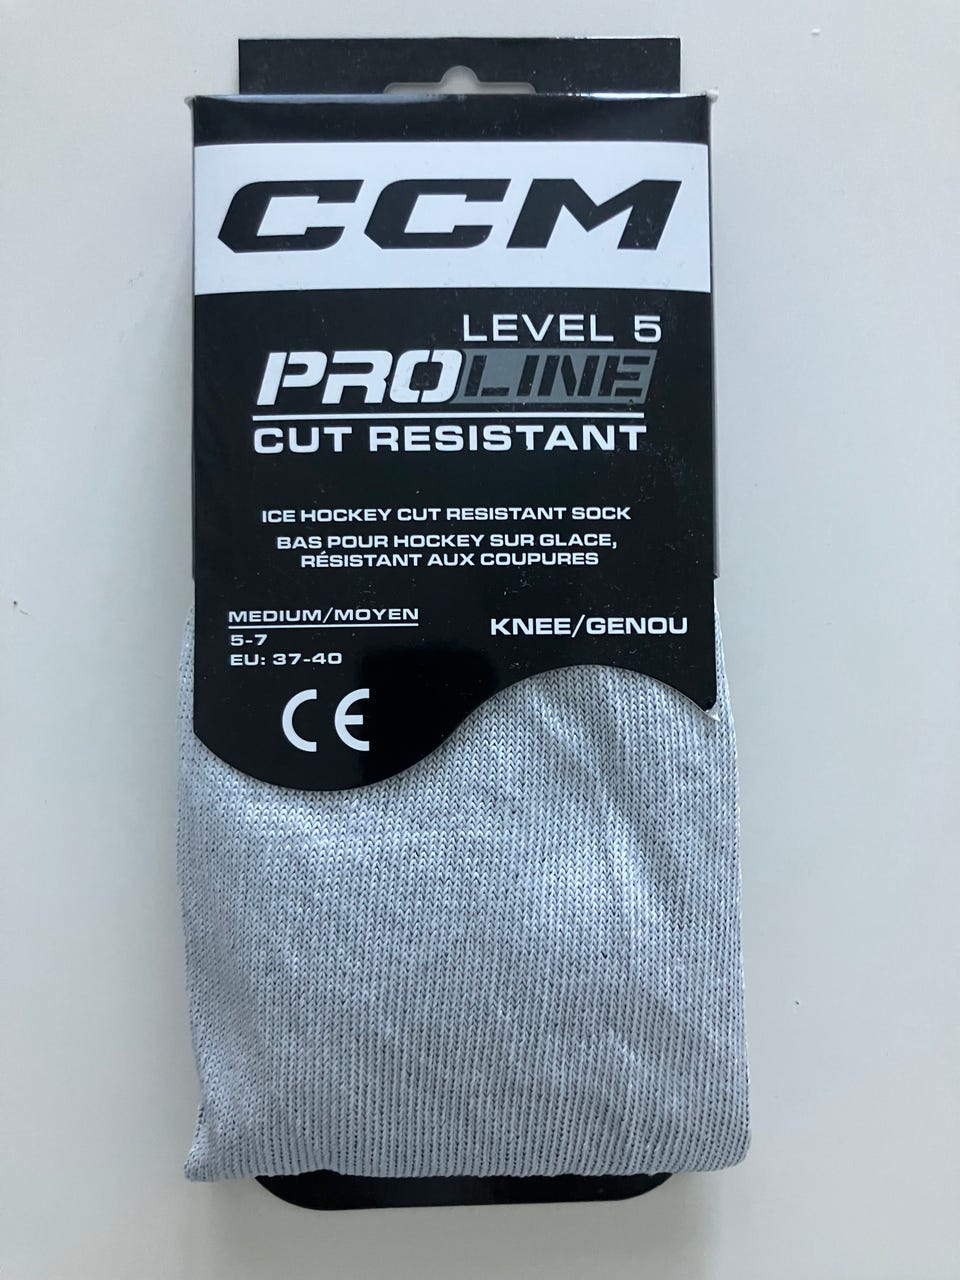 CCM
LEVEL 5
PROLINE
CUT RESISTANT
ICE HOCKEY CUT RESISTANT SOCK
BAS POUR HOCKEY SUR GLACE,
RÉSISTANT AUX COUPURES
MEDIUM/MOYEN
5-7
EU: 37-40
KNEE/GENOU
CE